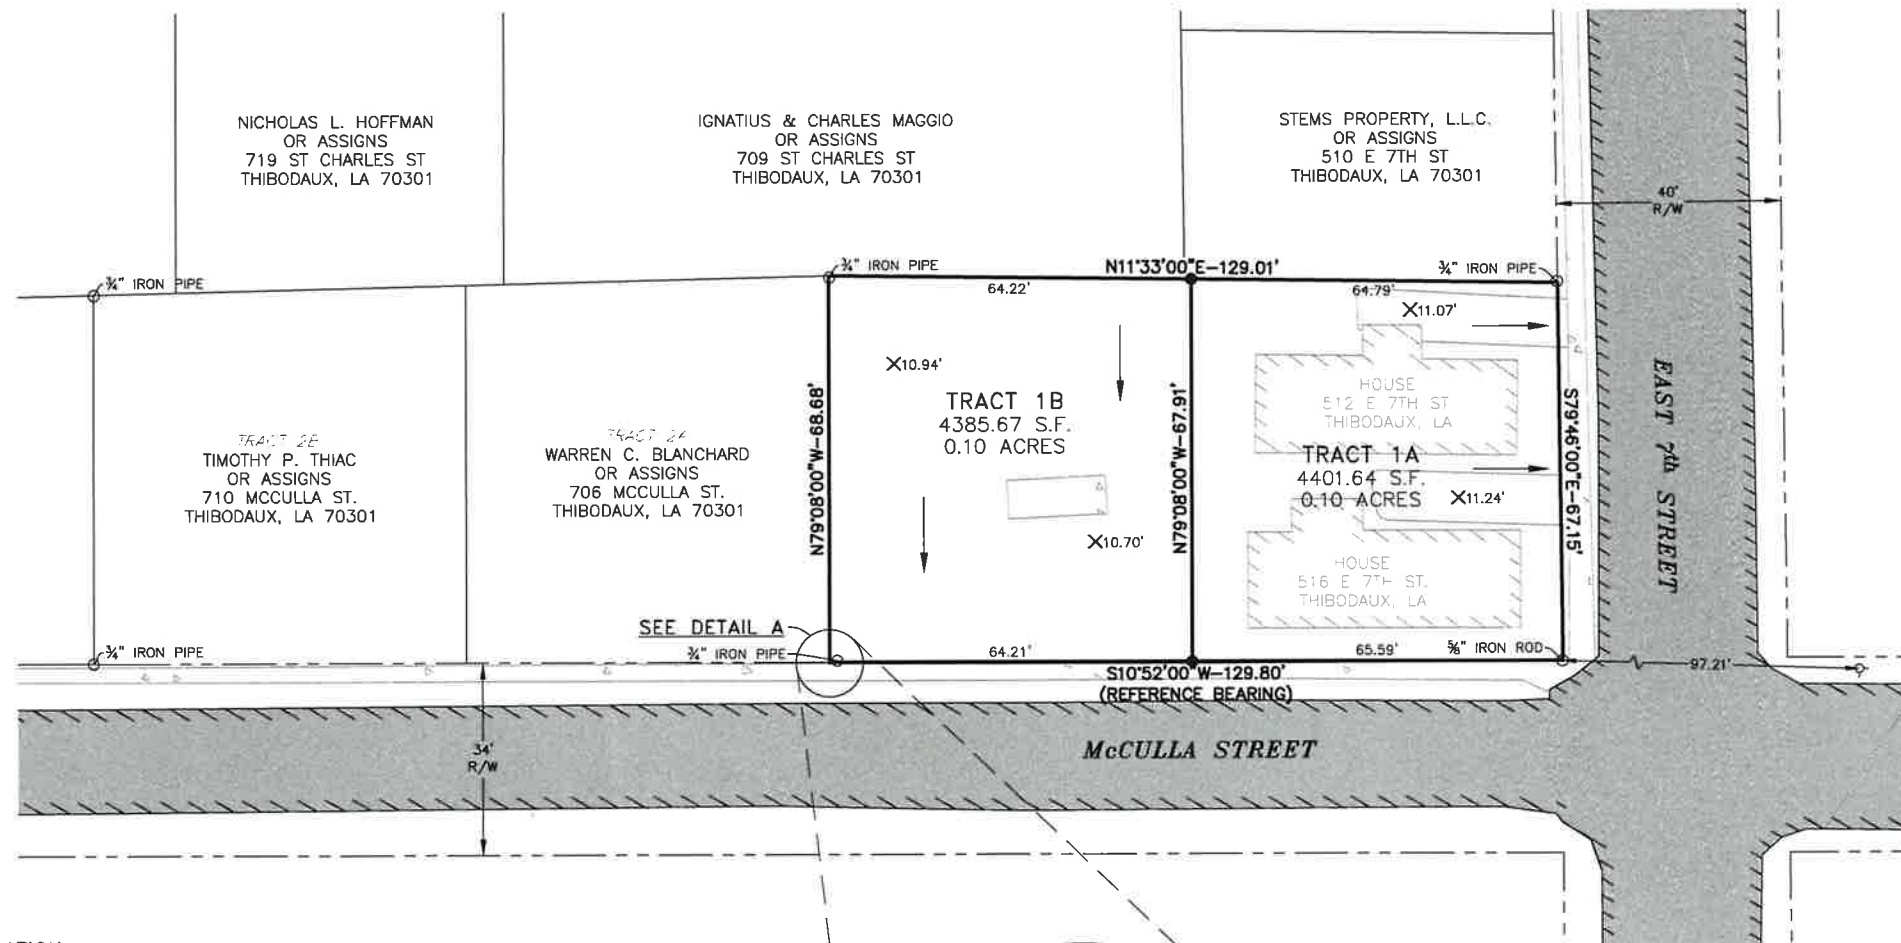 NICHOLAS L. HOFFMAN
OR ASSIGNS
719 ST CHARLES ST
THIBODAUX, LA 70301
IGNATIUS & CHARLES MAGGIO
OR ASSIGNS
709 ST CHARLES ST
THIBODAUX, LA 70301
STEMS PROPERTY, L.L.C.
OR ASSIGNS
510 E 7TH ST
THIBODAUX, LA 70301
40'
R/W
¾" IRON PIPE
¾" IRON PIPE
N11°33'00"E-129.01'
¾" IRON PIPE
64.22'
64.79'
11.07'
10.94'
TRACT 1B
4385.67 S.F.
0.10 ACRES
HOUSE
512 E 7TH ST
THIBODAUX, LA
TRACT 1A
4401.64 S.F.
0.10 ACRES
11.24'
10.70'
HOUSE
516 E 7TH ST.
THIBODAUX, LA
N79°08'00"W-68.68'
N79°08'00"W-67.91'
S79°46'00"E-67.15'
EAST 7th STREET
TRACT 2B
TIMOTHY P. THIAC
OR ASSIGNS
710 MCCULLA ST.
THIBODAUX, LA 70301
TRACT 2A
WARREN C. BLANCHARD
OR ASSIGNS
706 MCCULLA ST.
THIBODAUX, LA 70301
SEE DETAIL A
¾" IRON PIPE
¾" IRON PIPE
64.21'
65.59'
⅝" IRON ROD
97.21'
S10°52'00"W-129.80'
(REFERENCE BEARING)
34'
R/W
McCULLA STREET